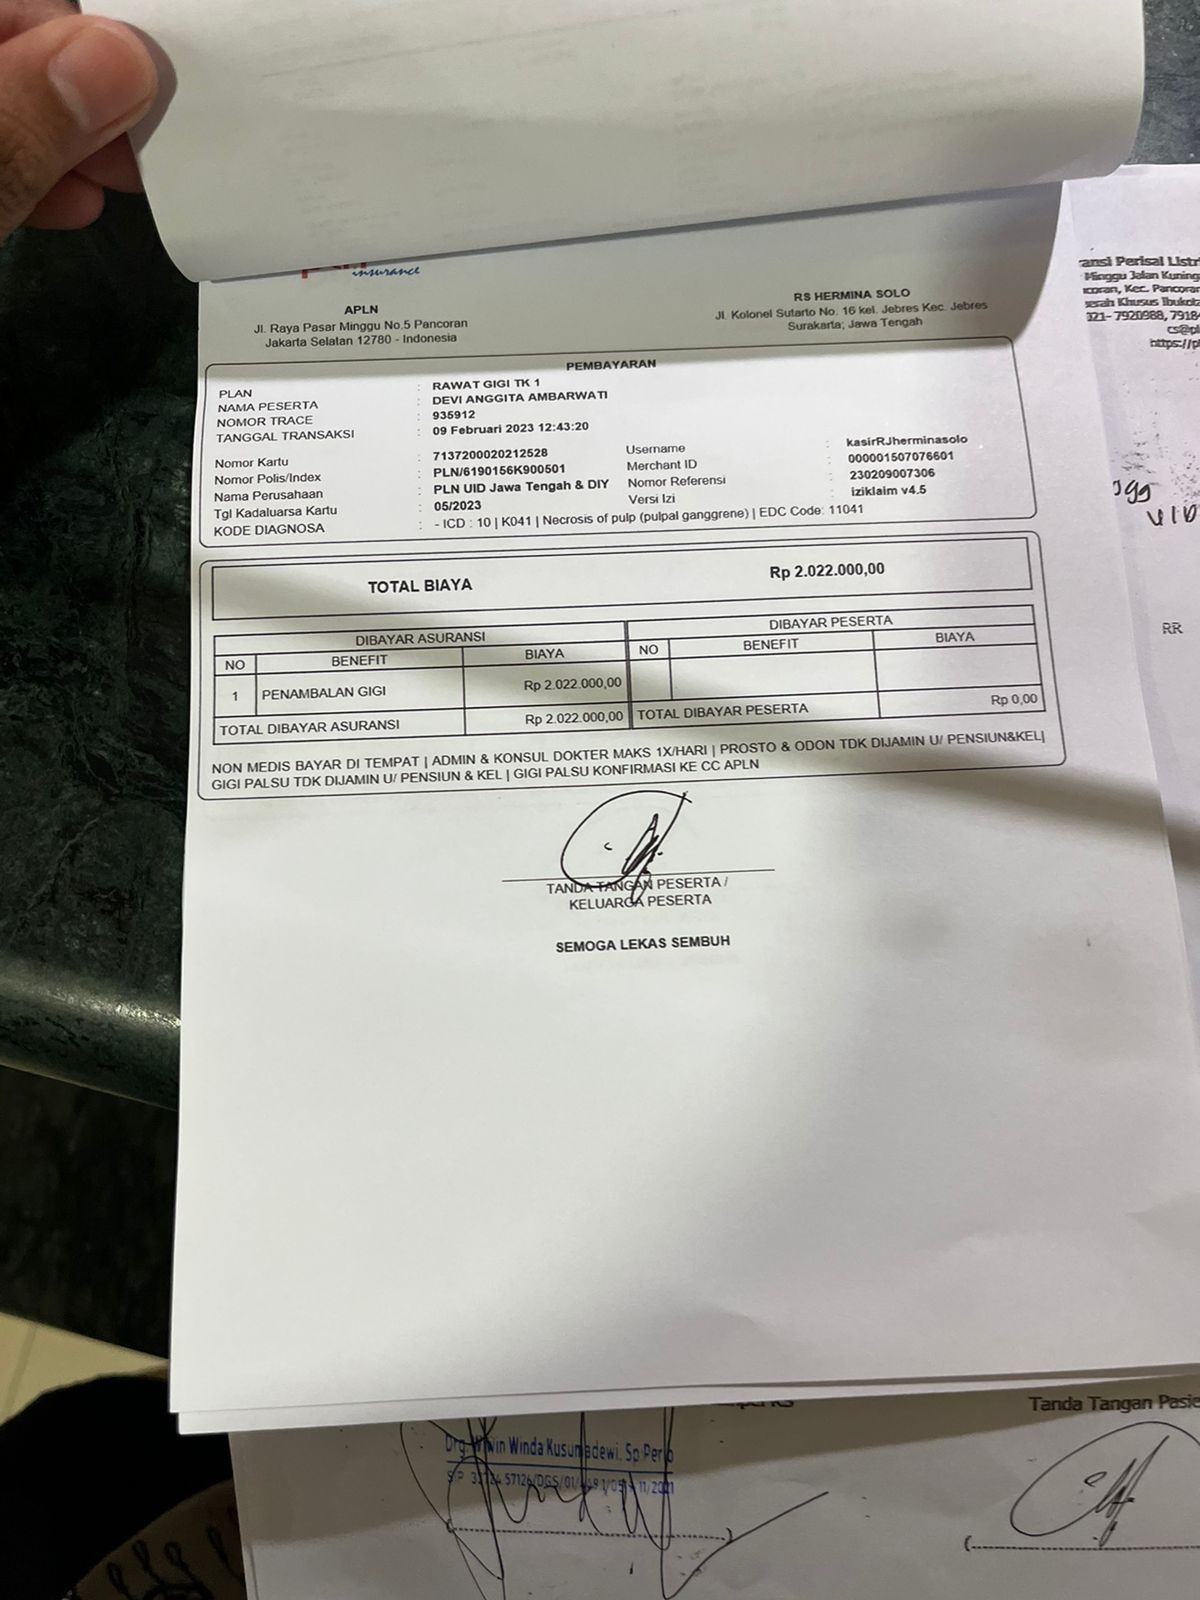 insurance
APLN
Jl. Raya Pasar Minggu No.5 Pancoran
Jakarta Selatan 12780 - Indonesia
RS HERMINA SOLO
Jl. Kolonel Sutarto No. 16 kel. Jebres Kec. Jebres
Surakarta; Jawa Tengah
PEMBAYARAN
PLAN : RAWAT GIGI TK 1
NAMA PESERTA : DEVI ANGGITA AMBARWATI
NOMOR TRACE : 935912
TANGGAL TRANSAKSI : 09 Februari 2023 12:43:20
Nomor Kartu : 7137200020212528 Username : kasirRJherminasolo
Nomor Polis/Index : PLN/6190156K900501 Merchant ID : 000001507076601
Nama Perusahaan : PLN UID Jawa Tengah & DIY Nomor Referensi : 230209007306
Tgl Kadaluarsa Kartu : 05/2023 Versi Izi : iziklaim v4.5
KODE DIAGNOSA : - ICD : 10 | K041 | Necrosis of pulp (pulpal ganggrene) | EDC Code: 11041
TOTAL BIAYA Rp 2.022.000,00
DIBAYAR ASURANSI DIBAYAR PESERTA
NO BENEFIT BIAYA NO BENEFIT BIAYA
1 PENAMBALAN GIGI Rp 2.022.000,00
TOTAL DIBAYAR ASURANSI Rp 2.022.000,00 TOTAL DIBAYAR PESERTA Rp 0,00
NON MEDIS BAYAR DI TEMPAT | ADMIN & KONSUL DOKTER MAKS 1X/HARI | PROSTO & ODON TDK DIJAMIN U/ PENSIUN&KEL|
GIGI PALSU TDK DIJAMIN U/ PENSIUN & KEL | GIGI PALSU KONFIRMASI KE CC APLN
TANDA TANGAN PESERTA /
KELUARGA PESERTA
SEMOGA LEKAS SEMBUH
ansi Perisai Listr
Minggu Jalan Kuning
coran, Kec. Pancoran
erah Khusus Ibukota
021- 7920988, 7918
cs@pl
https://p
RR
Tanda Tangan Pasie
Winda Kusumadewi. Sp Perio